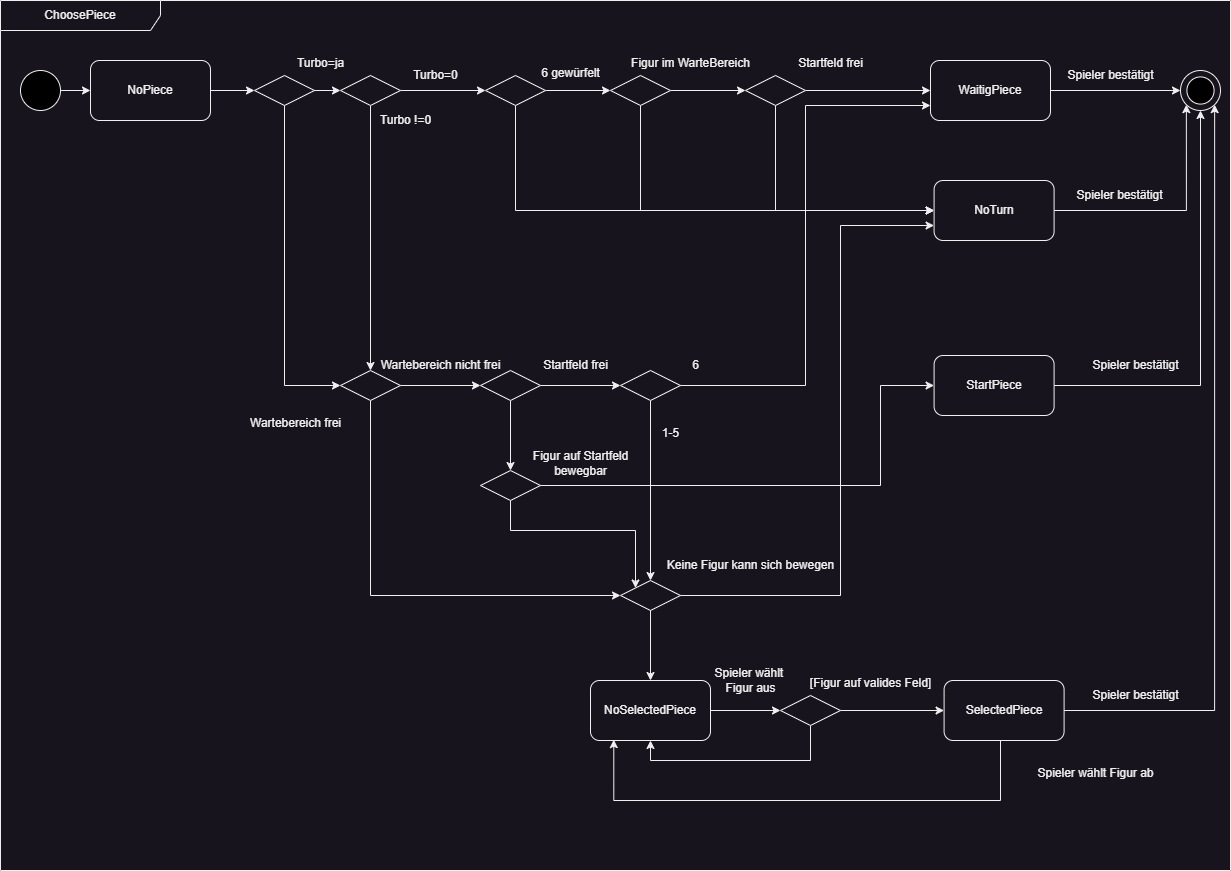 ChoosePiece
Turbo=ja
Turbo=0
6 gewürfelt
Figur im WarteBereich
Startfeld frei
Spieler bestätigt
NoPiece
WaitigPiece
Turbo !=0
Spieler bestätigt
NoTurn
Wartebereich nicht frei
Startfeld frei
6
Spieler bestätigt
StartPiece
Wartebereich frei
1-5
Figur auf Startfeld
bewegbar
Keine Figur kann sich bewegen
Spieler wählt
Figur aus
[Figur auf valides Feld]
Spieler bestätigt
NoSelectedPiece
SelectedPiece
Spieler wählt Figur ab